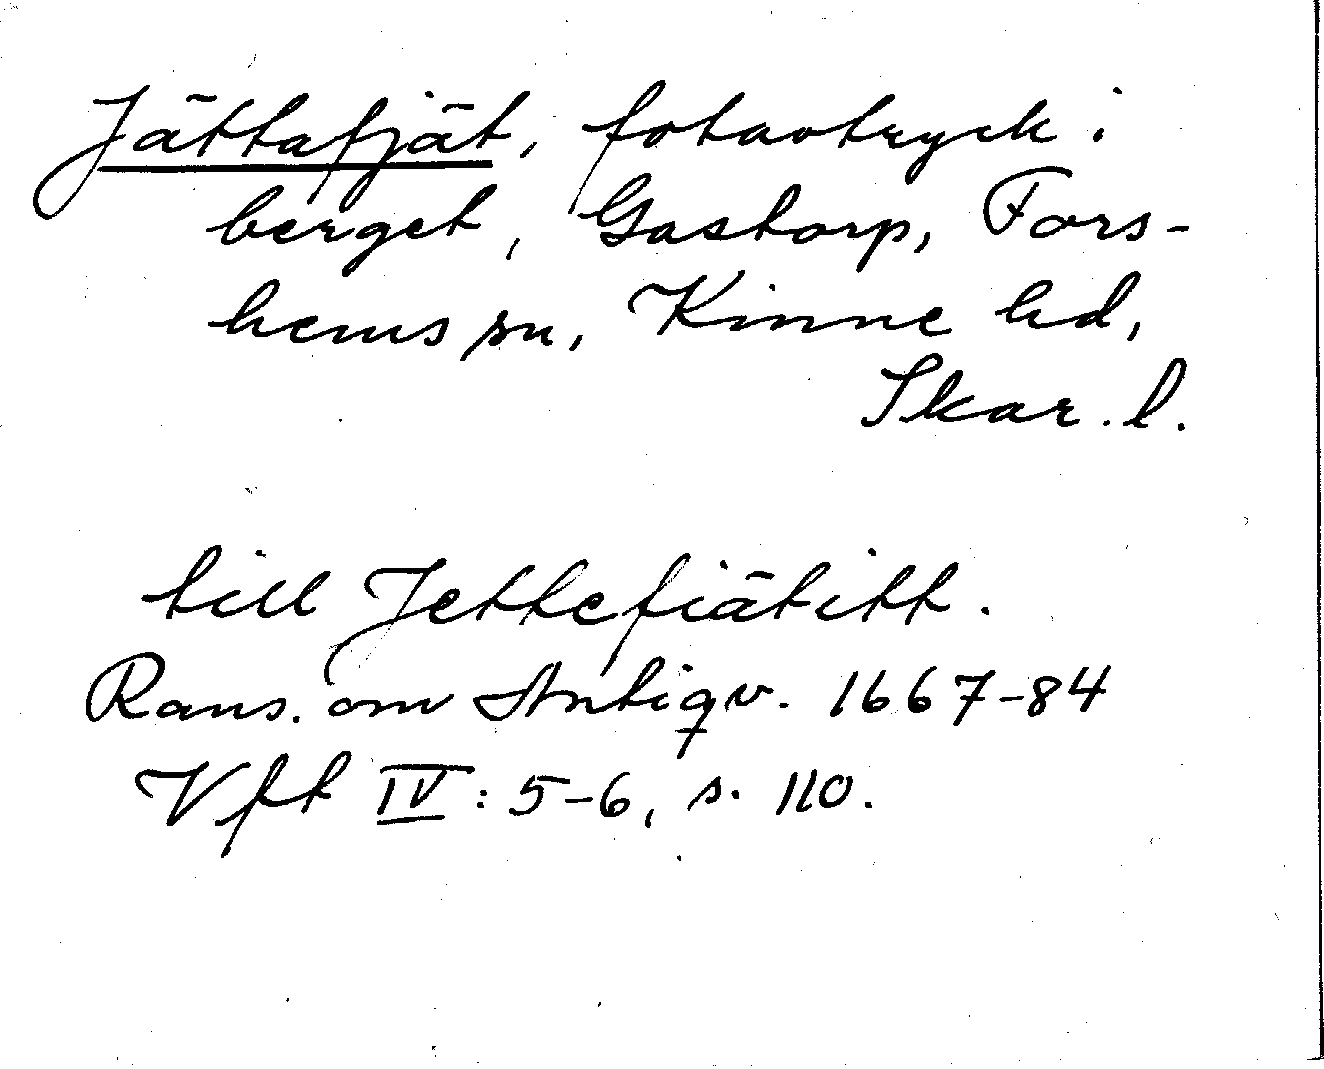 Jättafjät, fotavtryck i
berget, Gastorp, Fors-
hems sn, Kinne hd,
Skar. l.
till Jettefiätitt.
Rans. om Antiqv. 1667-84
Vft IV: 5-6, s. 110.